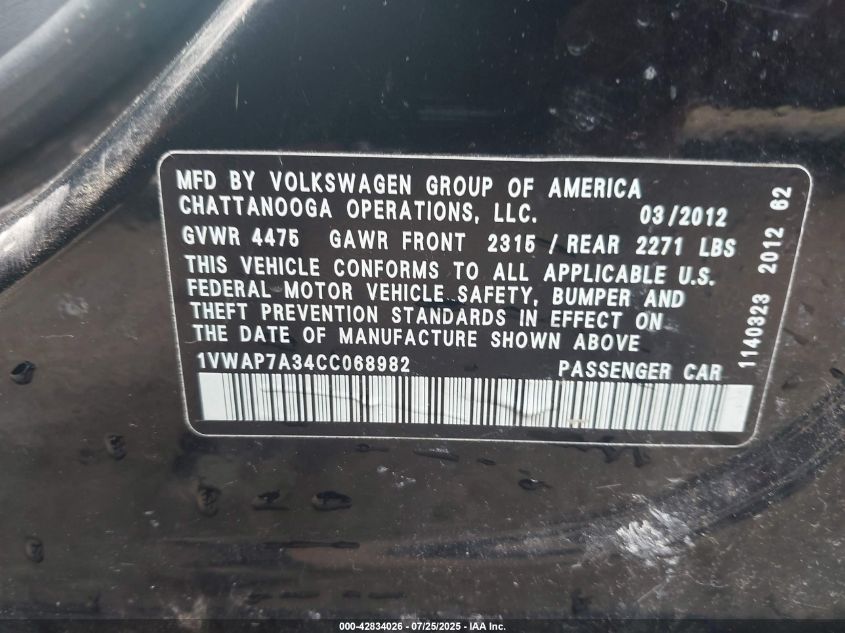 MFD BY VOLKSWAGEN GROUP OF AMERICA
CHATTANOOGA OPERATIONS, LLC. 03/2012
GVWR 4475 GAWR FRONT 2315 / REAR 2271 LBS
THIS VEHICLE CONFORMS TO ALL APPLICABLE U.S.
FEDERAL MOTOR VEHICLE SAFETY, BUMPER AND
THEFT PREVENTION STANDARDS IN EFFECT ON
THE DATE OF MANUFACTURE SHOWN ABOVE
1VWAP7A34CC068982 PASSENGER CAR
1140323 2012 62
000-42834026 - 07/25/2025 - IAA Inc.